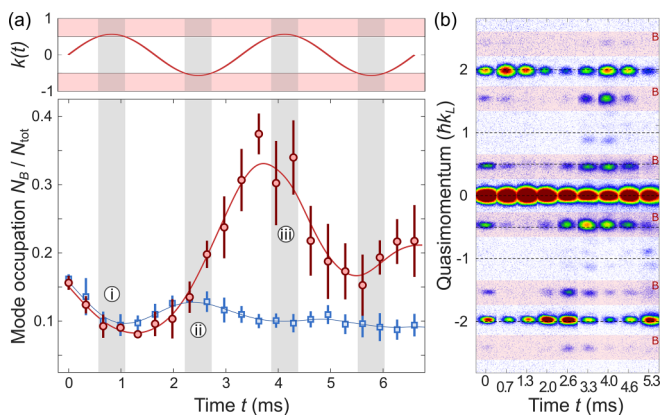 (a)
k(t)
1
0
-1
Mode occupation N_B / N_tot
0.4
0.3
0.2
0.1
i
ii
iii
0 1 2 3 4 5 6
Time t (ms)
(b)
Quasimomentum (ħk_L)
2
1
0
-1
-2
B
B
B
B
B
B
0 0.7 1.3 2.0 2.6 3.3 4.0 4.6 5.3
Time t (ms)